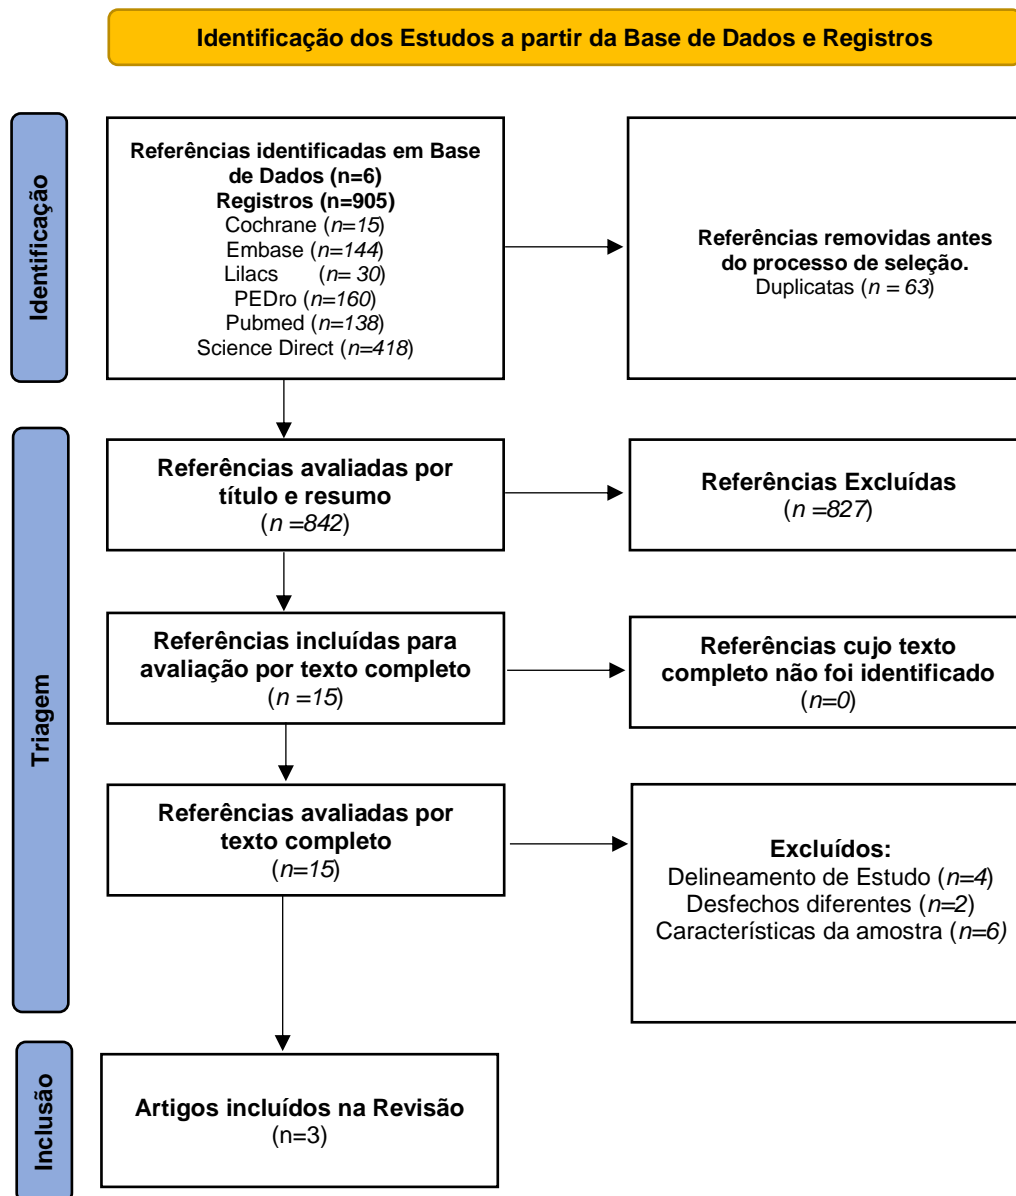 Identificação dos Estudos a partir da Base de Dados e Registros
Identificação
Referências identificadas em Base
de Dados (n=6)
Registros (n=905)
Cochrane (n=15)
Embase (n=144)
Lilacs (n= 30)
PEDro (n=160)
Pubmed (n=138)
Science Direct (n=418)
Referências removidas antes
do processo de seleção.
Duplicatas (n = 63)
Triagem
Referências avaliadas por
título e resumo
(n =842)
Referências Excluídas
(n =827)
Referências incluídas para
avaliação por texto completo
(n =15)
Referências cujo texto
completo não foi identificado
(n=0)
Referências avaliadas por
texto completo
(n=15)
Excluídos:
Delineamento de Estudo (n=4)
Desfechos diferentes (n=2)
Características da amostra (n=6)
Inclusão
Artigos incluídos na Revisão
(n=3)